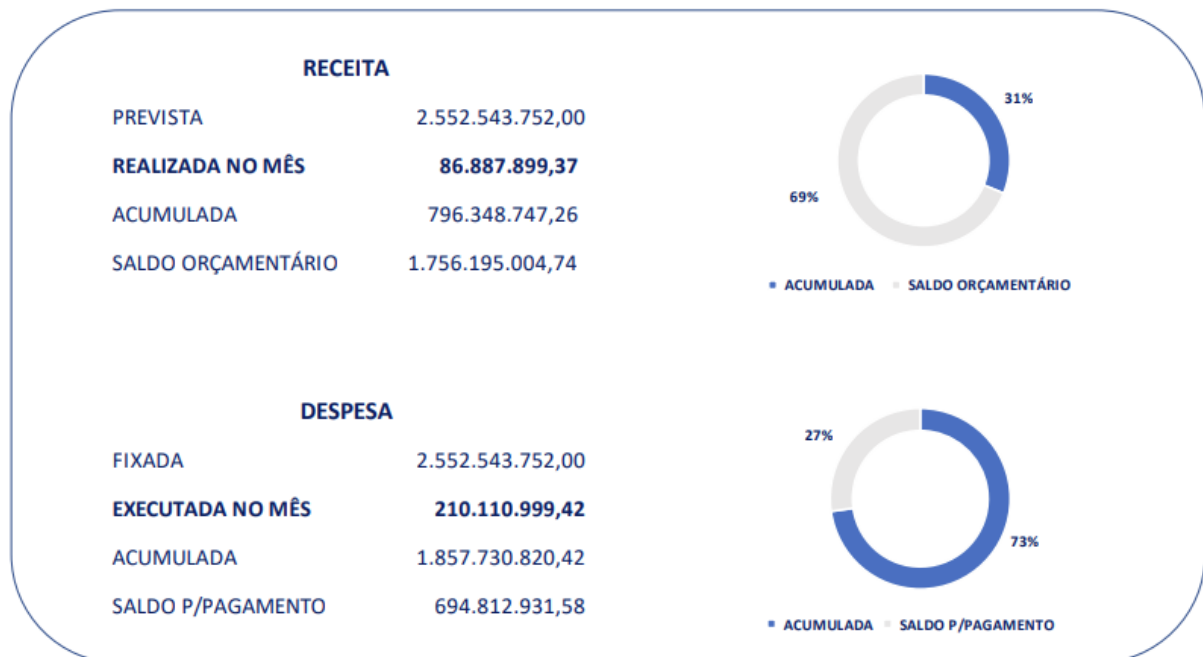 RECEITA
PREVISTA 2.552.543.752,00
REALIZADA NO MÊS 86.887.899,37
ACUMULADA 796.348.747,26
SALDO ORÇAMENTÁRIO 1.756.195.004,74
31%
69%
ACUMULADA SALDO ORÇAMENTÁRIO
DESPESA
FIXADA 2.552.543.752,00
EXECUTADA NO MÊS 210.110.999,42
ACUMULADA 1.857.730.820,42
SALDO P/PAGAMENTO 694.812.931,58
27%
73%
ACUMULADA SALDO P/PAGAMENTO